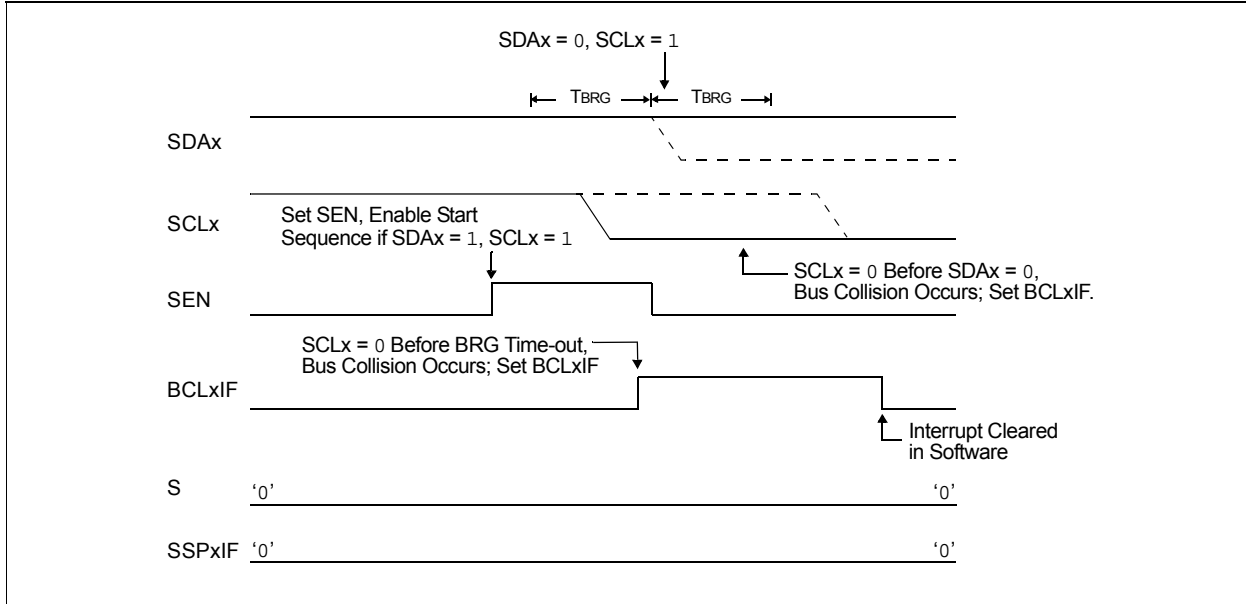 SDAx = 0, SCLx = 1
TBRG TBRG
SDAx
SCLx
Set SEN, Enable Start
Sequence if SDAx = 1, SCLx = 1
SCLx = 0 Before SDAx = 0,
Bus Collision Occurs; Set BCLxIF.
SEN
SCLx = 0 Before BRG Time-out,
Bus Collision Occurs; Set BCLxIF
BCLxIF
Interrupt Cleared
in Software
S ‘0’ ‘0’
SSPxIF ‘0’ ‘0’